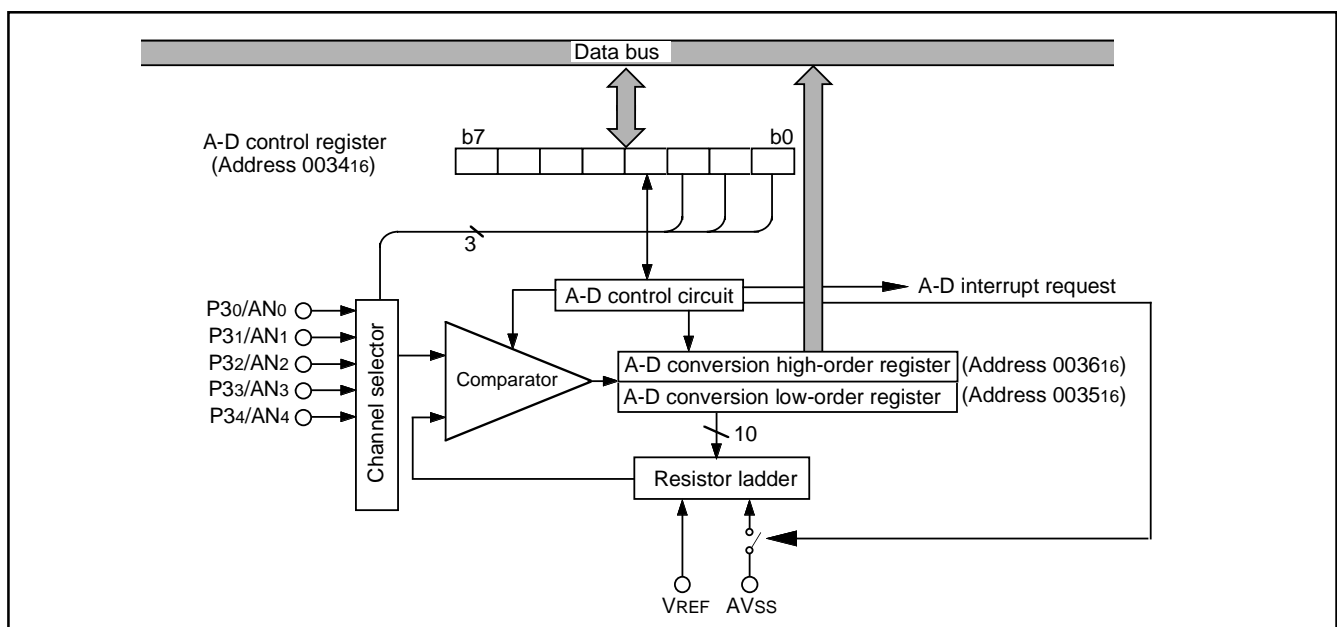 Data bus
A-D control register
(Address 003416)
b7
b0
3
A-D control circuit
A-D interrupt request
P30/AN0
P31/AN1
P32/AN2
P33/AN3
P34/AN4
Channel selector
Comparator
A-D conversion high-order register
(Address 003616)
A-D conversion low-order register
(Address 003516)
10
Resistor ladder
VREF
AVSS